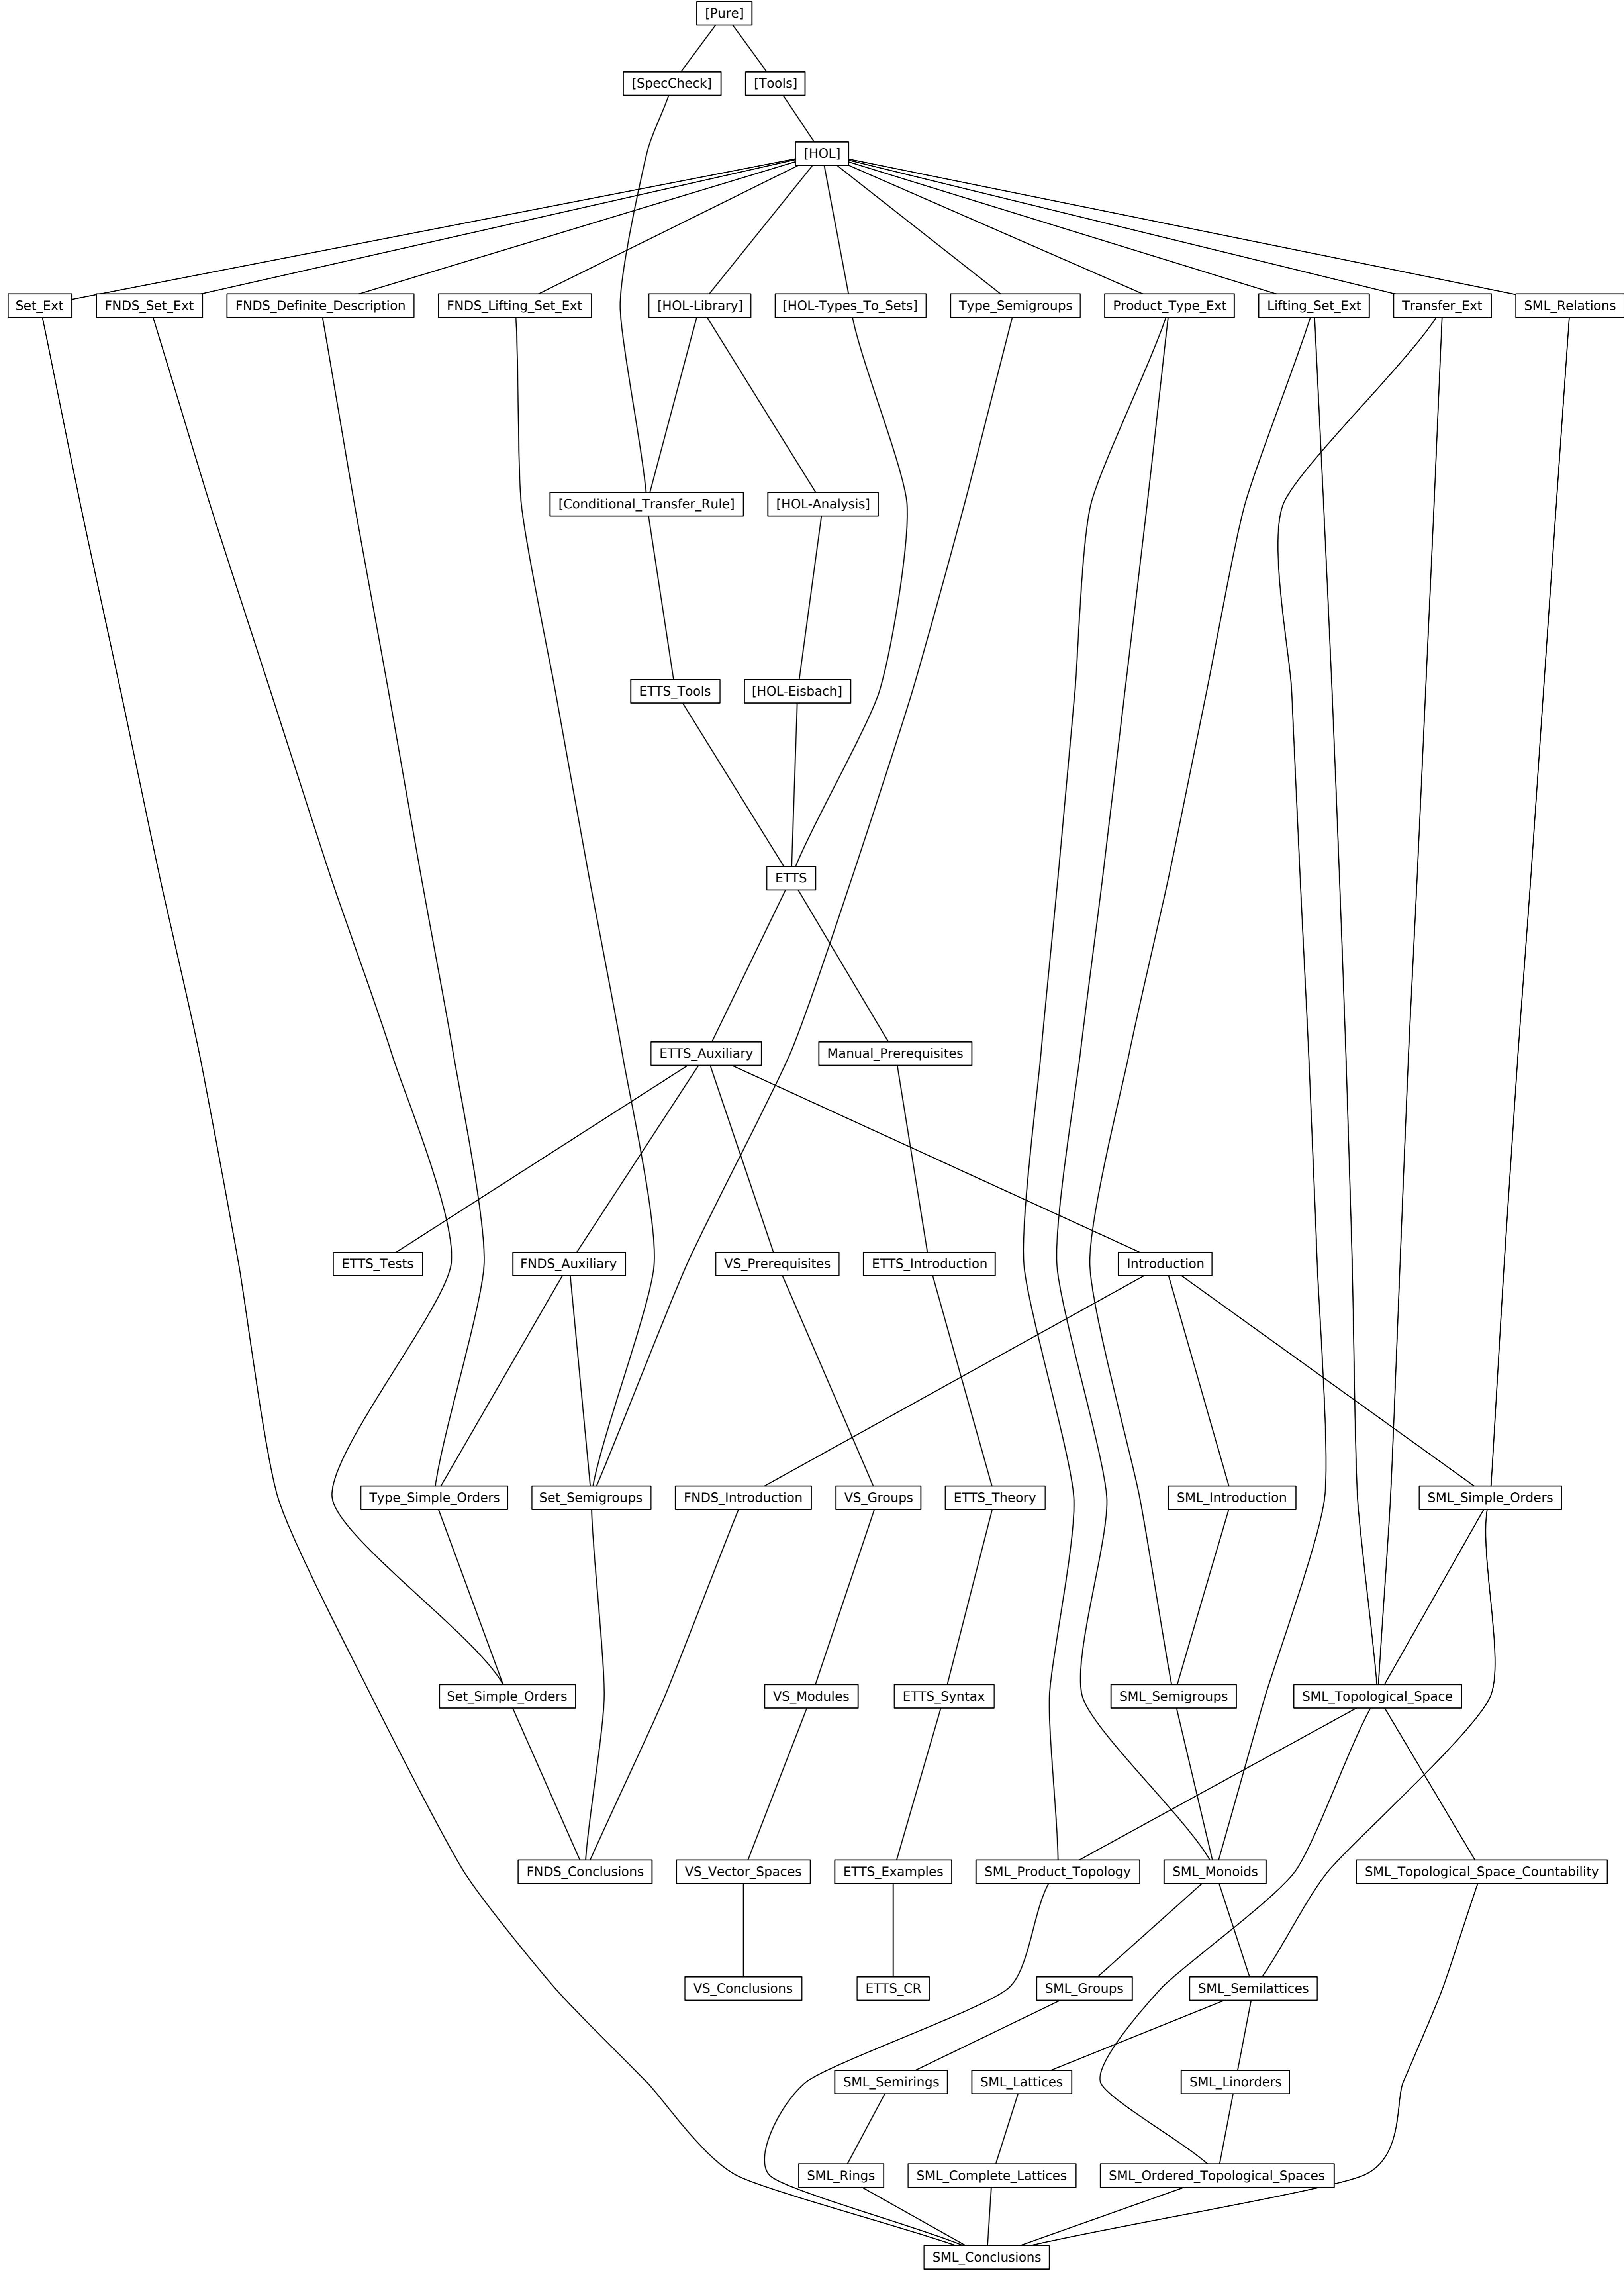 [Pure]
[SpecCheck]
[Tools]
[HOL]
Set_Ext
FNDS_Set_Ext
FNDS_Definite_Description
FNDS_Lifting_Set_Ext
[HOL-Library]
[HOL-Types_To_Sets]
Type_Semigroups
Product_Type_Ext
Lifting_Set_Ext
Transfer_Ext
SML_Relations
[Conditional_Transfer_Rule]
[HOL-Analysis]
ETTS_Tools
[HOL-Eisbach]
ETTS
ETTS_Auxiliary
Manual_Prerequisites
ETTS_Tests
FNDS_Auxiliary
VS_Prerequisites
ETTS_Introduction
Introduction
Type_Simple_Orders
Set_Semigroups
FNDS_Introduction
VS_Groups
ETTS_Theory
SML_Introduction
SML_Simple_Orders
Set_Simple_Orders
VS_Modules
ETTS_Syntax
SML_Semigroups
SML_Topological_Space
FNDS_Conclusions
VS_Vector_Spaces
ETTS_Examples
SML_Product_Topology
SML_Monoids
SML_Topological_Space_Countability
VS_Conclusions
ETTS_CR
SML_Groups
SML_Semilattices
SML_Semirings
SML_Lattices
SML_Linorders
SML_Rings
SML_Complete_Lattices
SML_Ordered_Topological_Spaces
SML_Conclusions